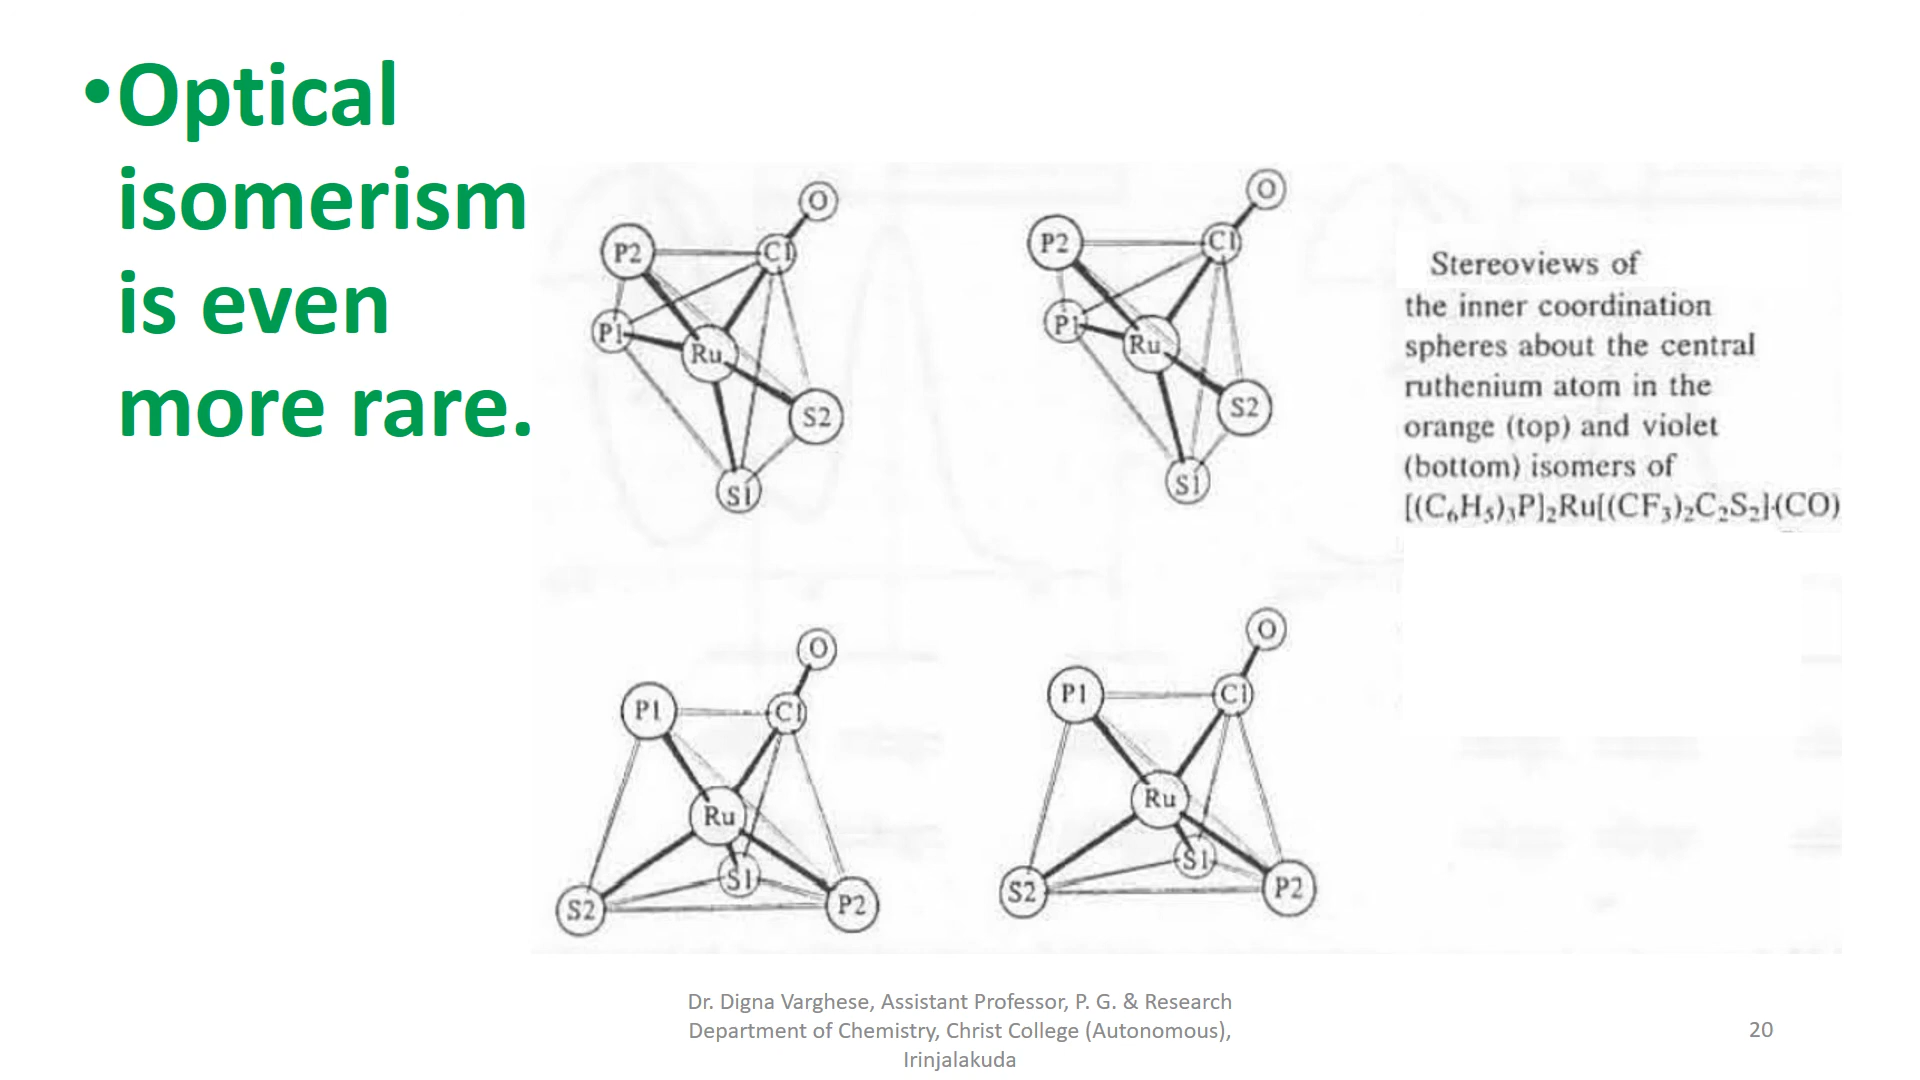 •Optical
isomerism
is even
more rare.
O
P2
C1
P1
Ru
S2
S1
O
P2
C1
P1
Ru
S2
S1
Stereoviews of
the inner coordination
spheres about the central
ruthenium atom in the
orange (top) and violet
(bottom) isomers of
[(C₆H₅)₃P]₂Ru[(CF₃)₂C₂S₂](CO)
O
P1
C1
Ru
S1
S2
P2
O
P1
C1
Ru
S1
S2
P2
Dr. Digna Varghese, Assistant Professor, P. G. & Research
Department of Chemistry, Christ College (Autonomous),
Irinjalakuda
20